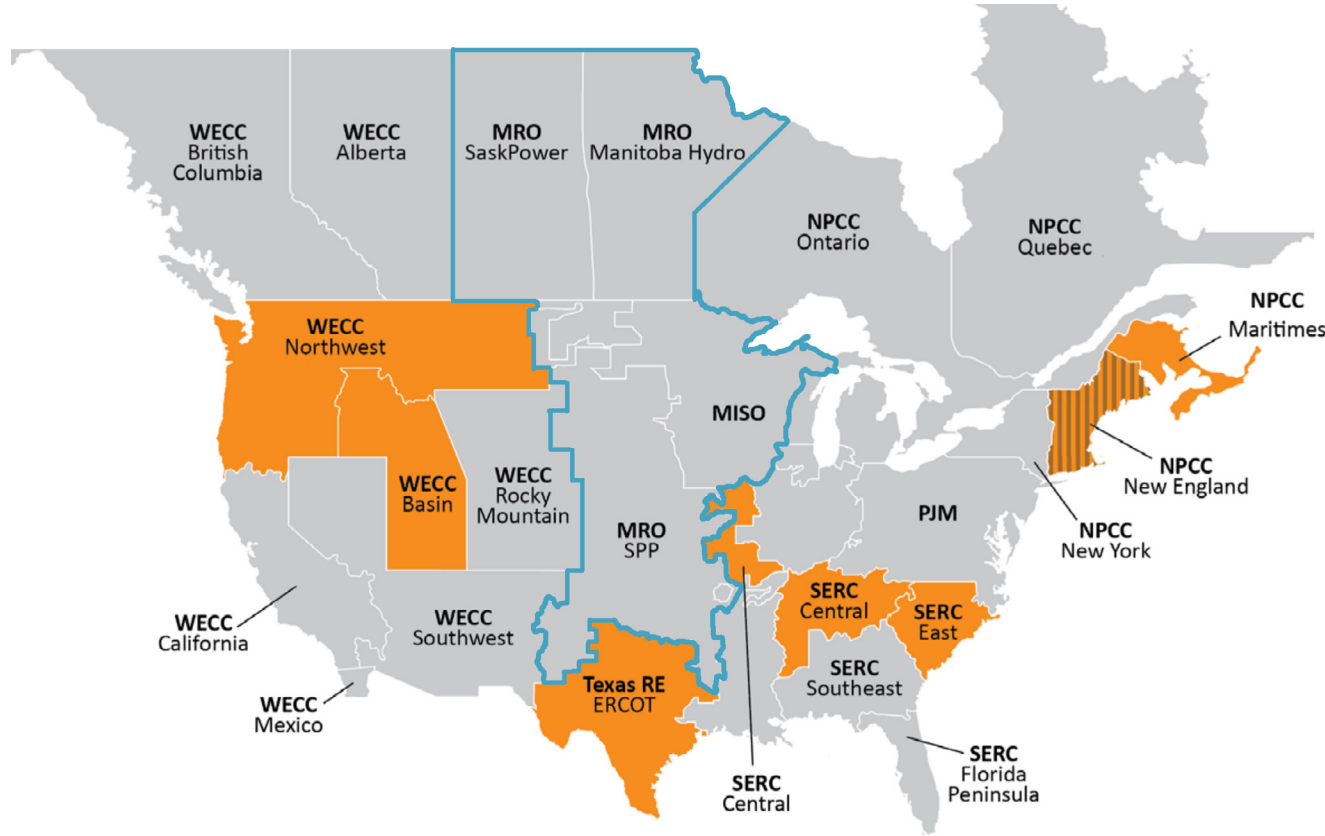 WECC
British
Columbia
WECC
Alberta
MRO
SaskPower
MRO
Manitoba Hydro
NPCC
Ontario
NPCC
Quebec
NPCC
Maritimes
WECC
Northwest
MISO
WECC
Basin
WECC
Rocky
Mountain
NPCC
New England
PJM
NPCC
New York
MRO
SPP
SERC
Central
SERC
East
WECC
California
WECC
Southwest
SERC
Southeast
Texas RE
ERCOT
WECC
Mexico
SERC
Central
SERC
Florida
Peninsula